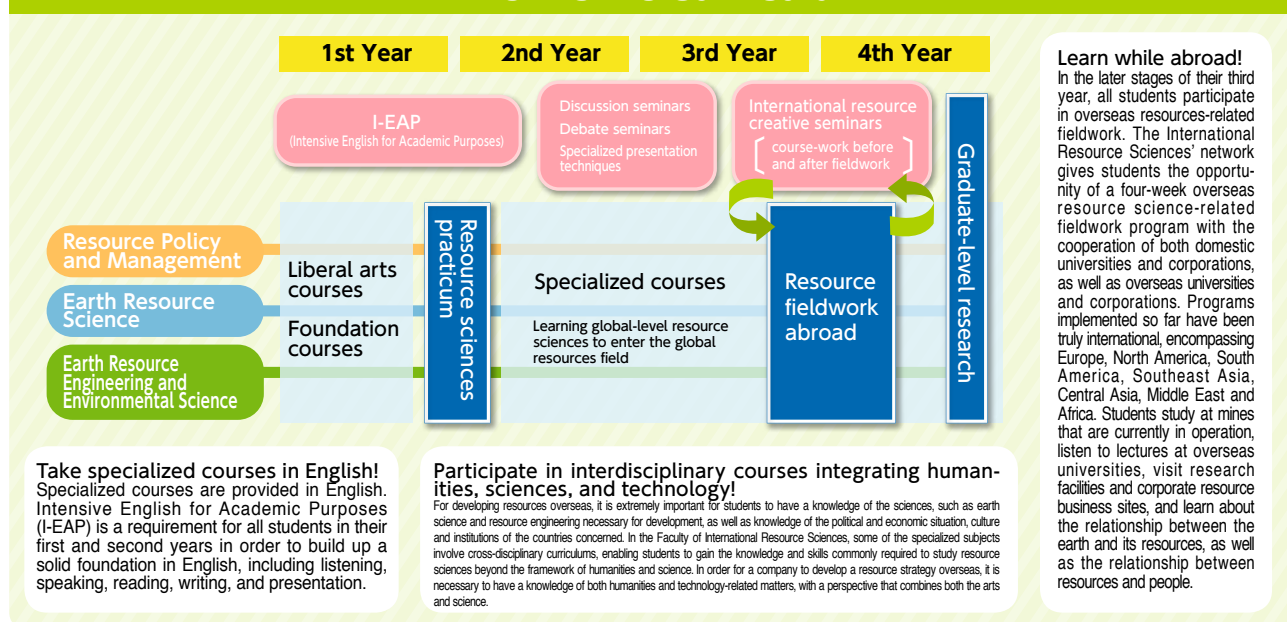 1st Year
2nd Year
3rd Year
4th Year
I-EAP
(Intensive English for Academic Purposes)
Discussion seminars
Debate seminars
Specialized presentation
techniques
International resource
creative seminars
course-work before
and after fieldwork
Graduate-level research
Resource Policy
and Management
Earth Resource
Science
Earth Resource
Engineering and
Environmental Science
Liberal arts
courses
Foundation
courses
Resource sciences
practicum
Specialized courses
Learning global-level resource
sciences to enter the global
resources field
Resource
fieldwork
abroad
Take specialized courses in English!
Specialized courses are provided in English.
Intensive English for Academic Purposes
(I-EAP) is a requirement for all students in their
first and second years in order to build up a
solid foundation in English, including listening,
speaking, reading, writing, and presentation.
Participate in interdisciplinary courses integrating human-
ities, sciences, and technology!
For developing resources overseas, it is extremely important for students to have a knowledge of the sciences, such as earth
science and resource engineering necessary for development, as well as knowledge of the political and economic situation, culture
and institutions of the countries concerned. In the Faculty of International Resource Sciences, some of the specialized subjects
involve cross-disciplinary curriculums, enabling students to gain the knowledge and skills commonly required to study resource
sciences beyond the framework of humanities and science. In order for a company to develop a resource strategy overseas, it is
necessary to have a knowledge of both humanities and technology-related matters, with a perspective that combines both the arts
and science.
Learn while abroad!
In the later stages of their third
year, all students participate
in overseas resources-related
fieldwork. The International
Resource Sciences' network
gives students the opportu-
nity of a four-week overseas
resource science-related
fieldwork program with the
cooperation of both domestic
universities and corporations,
as well as overseas universities
and corporations. Programs
implemented so far have been
truly international, encompassing
Europe, North America, South
America, Southeast Asia,
Central Asia, Middle East and
Africa. Students study at mines
that are currently in operation,
listen to lectures at overseas
universities, visit research
facilities and corporate resource
business sites, and learn about
the relationship between the
earth and its resources, as well
as the relationship between
resources and people.